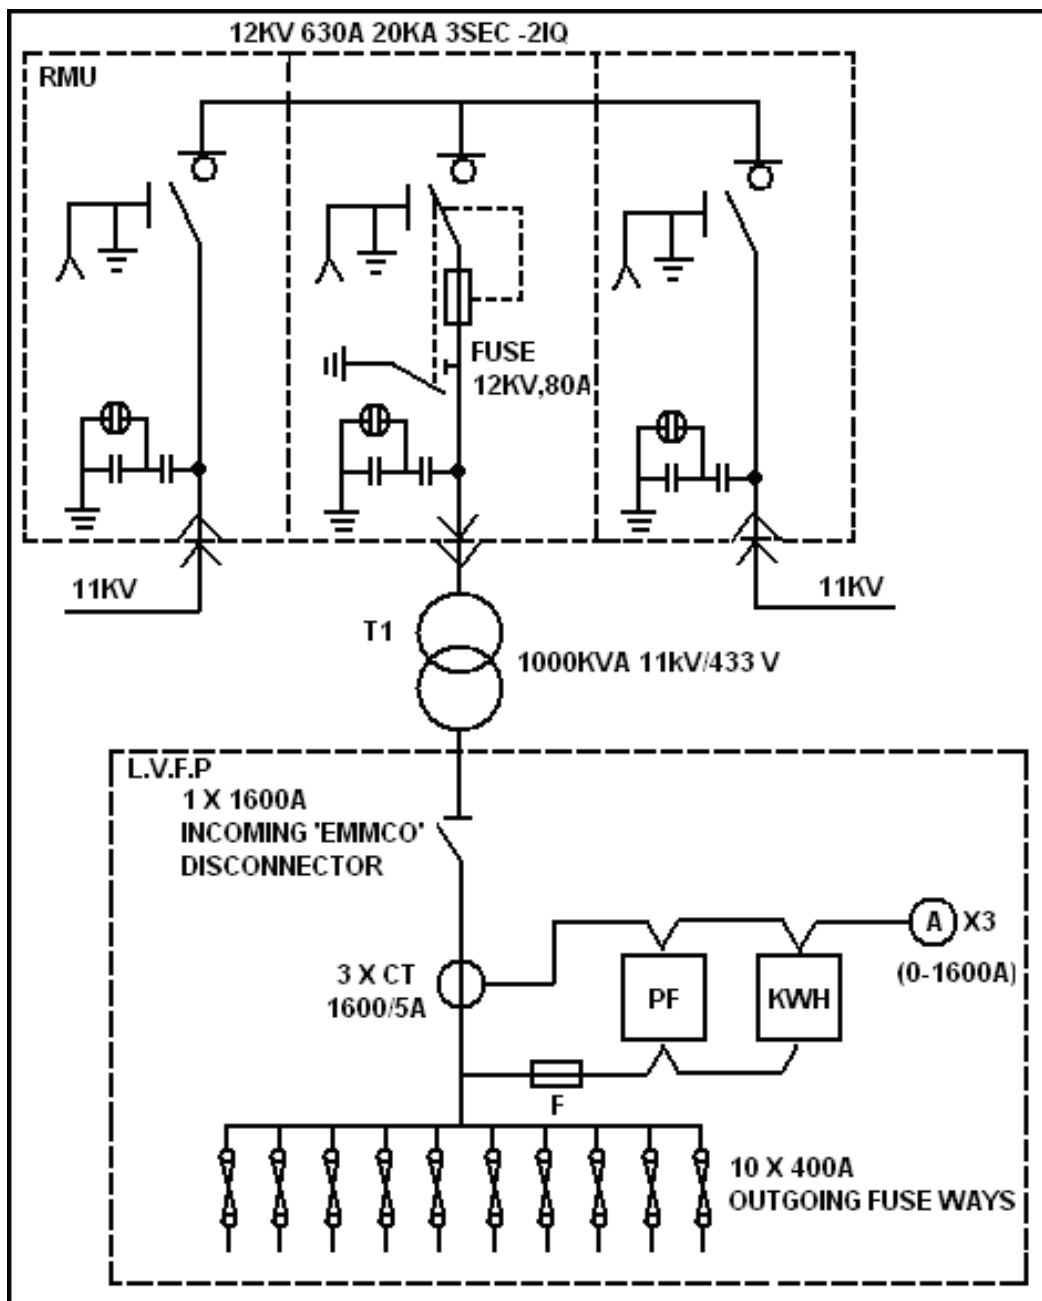 12KV 630A 20KA 3SEC -2IQ
RMU
FUSE
12KV,80A
11KV
11KV
T1
1000KVA 11kV/433 V
L.V.F.P
1 X 1600A
INCOMING 'EMMCO'
DISCONNECTOR
A X3
(0-1600A)
3 X CT
1600/5A
PF
KWH
F
10 X 400A
OUTGOING FUSE WAYS